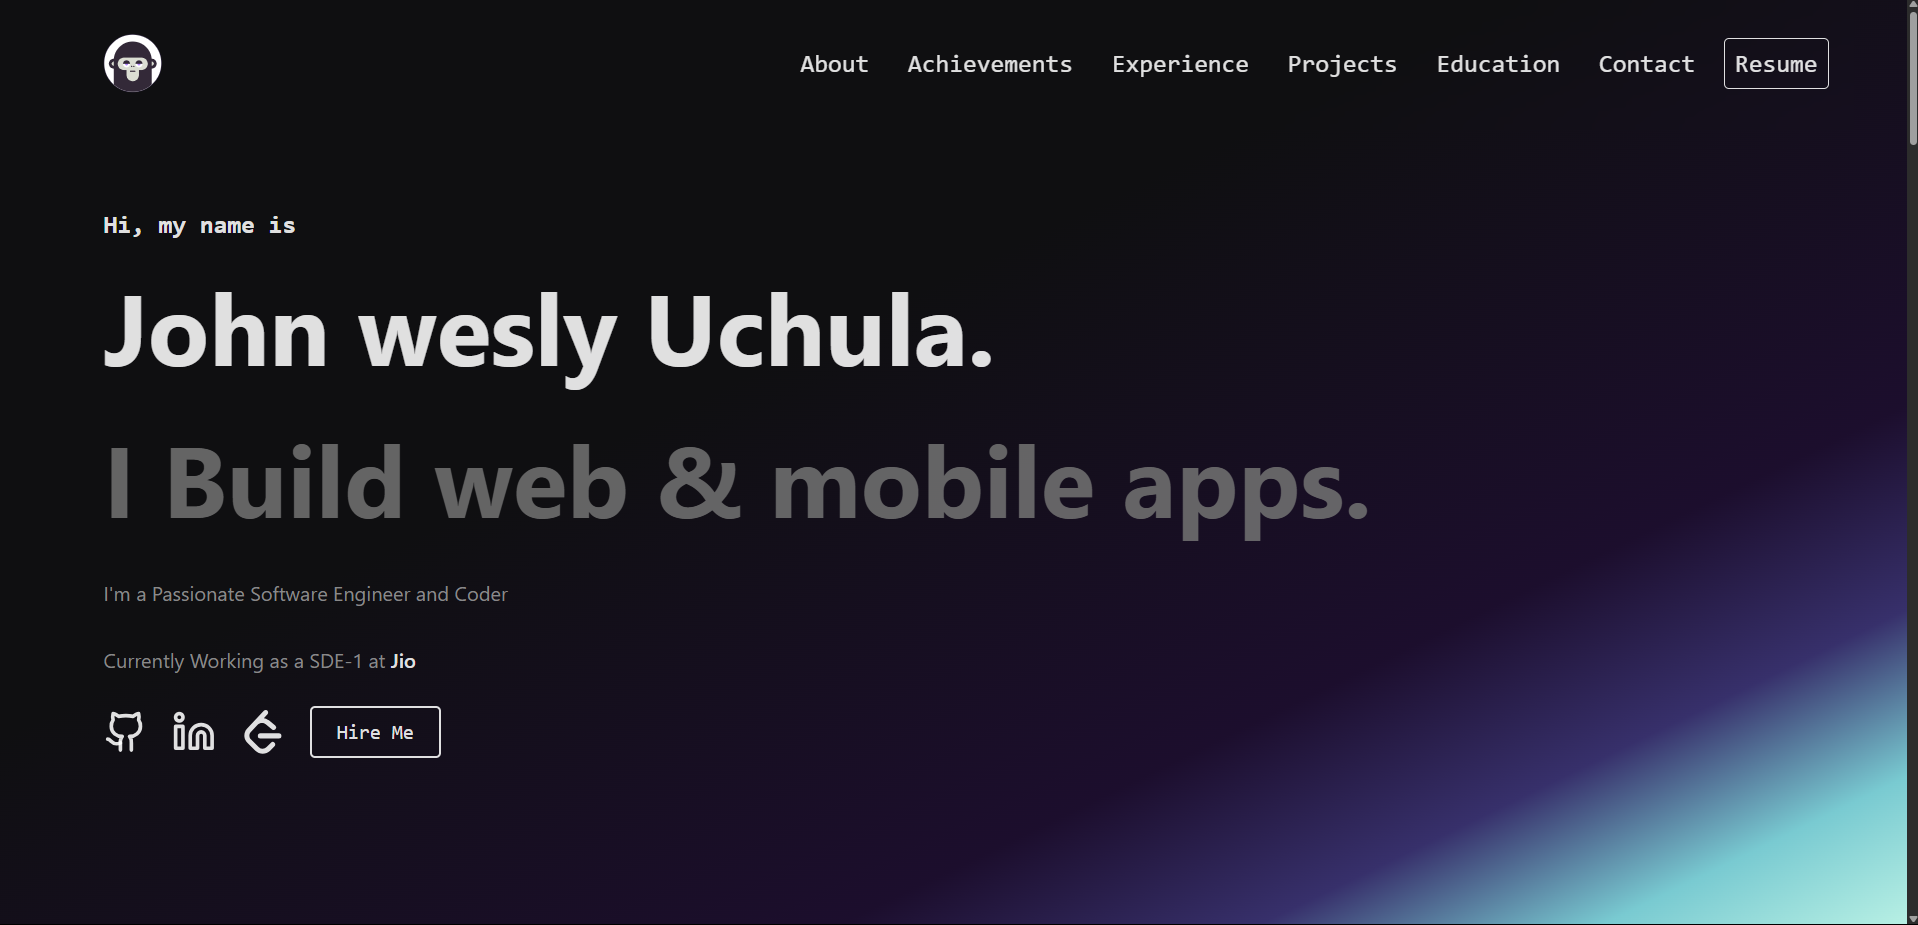 About Achievements Experience Projects Education Contact Resume
Hi, my name is
John wesly Uchula.
I Build web & mobile apps.
I'm a Passionate Software Engineer and Coder
Currently Working as a SDE-1 at Jio
Hire Me